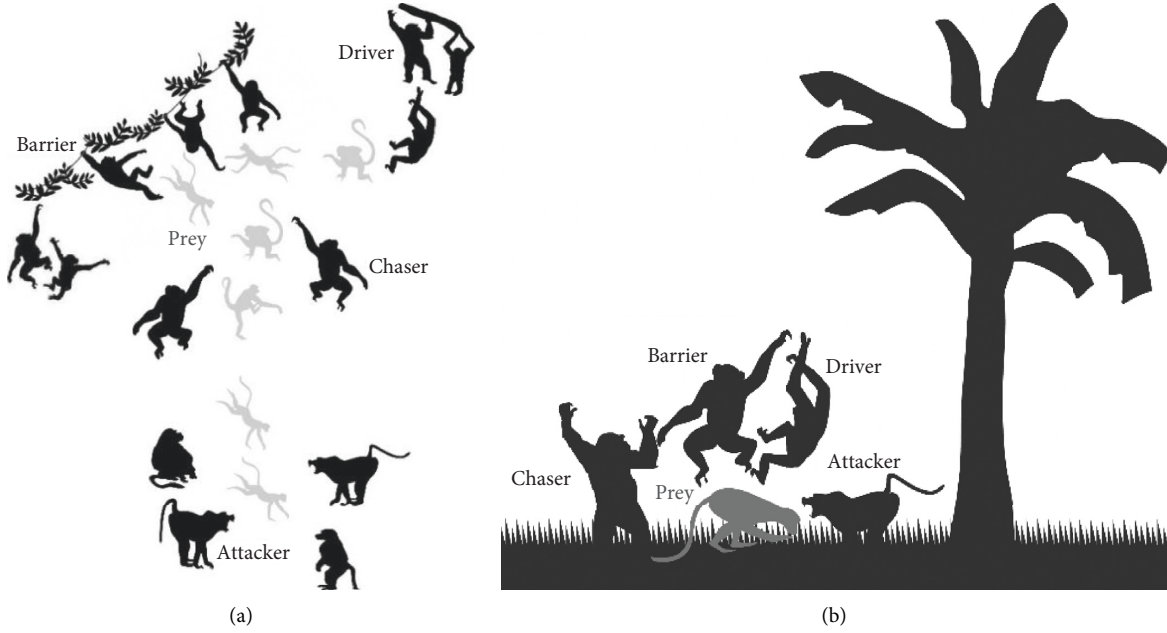 Driver
Barrier
Prey
Chaser
Attacker
(a)
Barrier
Driver
Chaser
Prey
Attacker
(b)